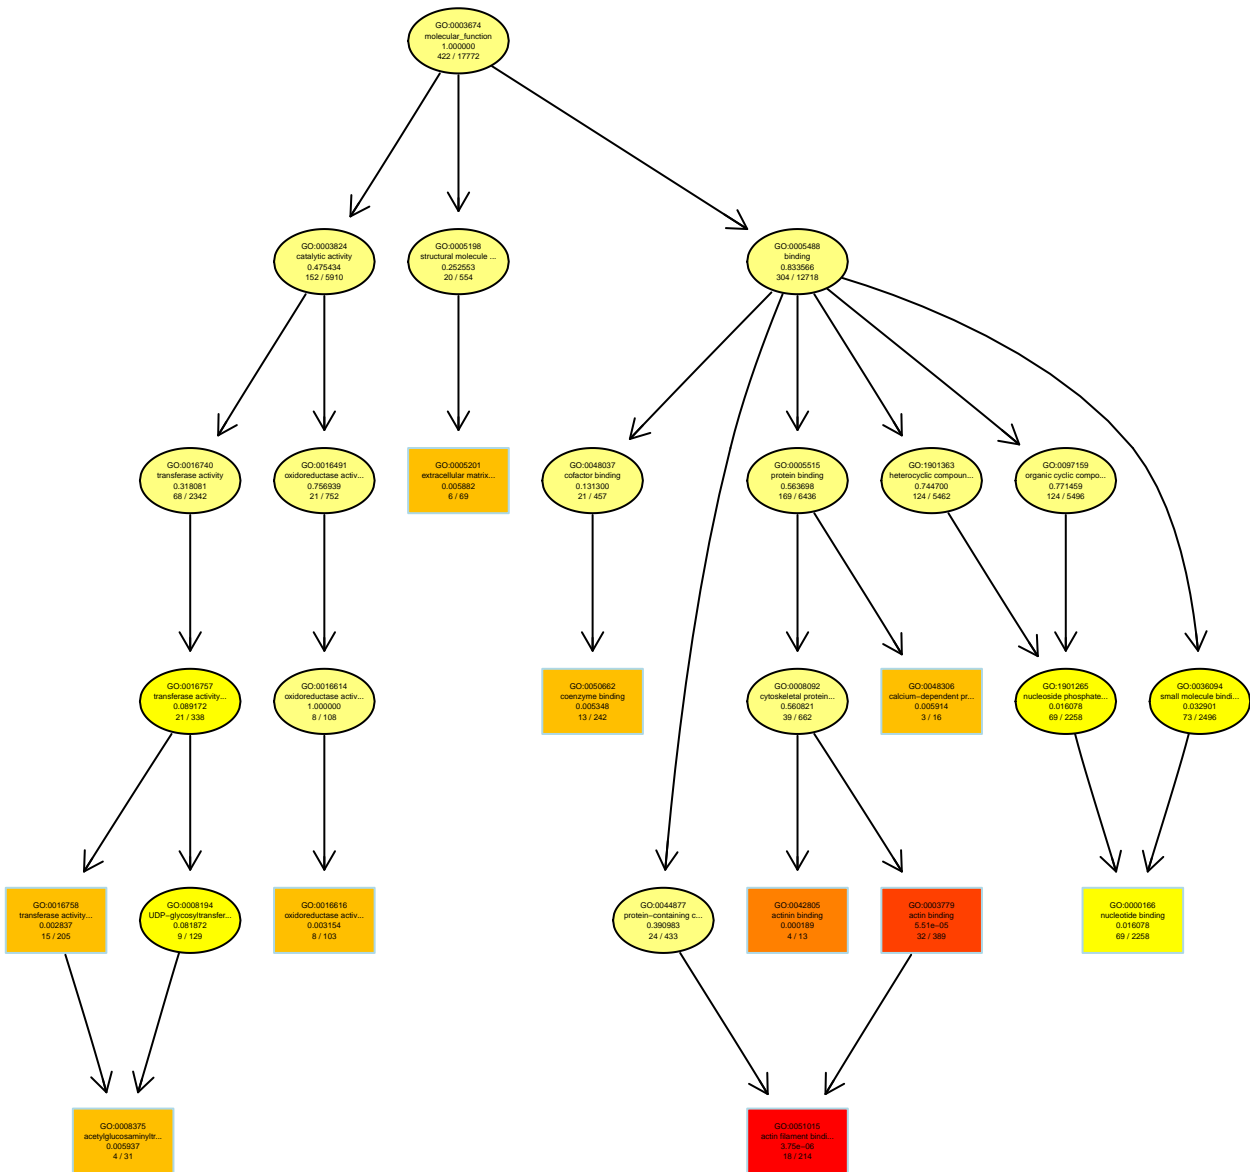 GO:0003674
molecular_function
1.000000
422 / 17772
GO:0003824
catalytic activity
0.475434
152 / 5910
GO:0005198
structural molecule ...
0.252553
20 / 554
GO:0005488
binding
0.833566
304 / 12718
GO:0016740
transferase activity
0.318081
68 / 2342
GO:0016491
oxidoreductase activ...
0.756939
21 / 752
GO:0005201
extracellular matrix...
0.005882
6 / 69
GO:0048037
cofactor binding
0.131300
21 / 457
GO:0005515
protein binding
0.563698
169 / 6436
GO:1901363
heterocyclic compoun...
0.744700
124 / 5462
GO:0097159
organic cyclic compo...
0.771459
124 / 5496
GO:0016757
transferase activity...
0.089172
21 / 338
GO:0016614
oxidoreductase activ...
1.000000
8 / 108
GO:0050662
coenzyme binding
0.005348
13 / 242
GO:0008092
cytoskeletal protein...
0.560821
39 / 662
GO:0048306
calcium−dependent pr...
0.005914
3 / 16
GO:1901265
nucleoside phosphate...
0.016078
69 / 2258
GO:0036094
small molecule bindi...
0.032901
73 / 2496
GO:0016758
transferase activity...
0.002837
15 / 205
GO:0008194
UDP−glycosyltransfer...
0.081872
9 / 129
GO:0016616
oxidoreductase activ...
0.003154
8 / 103
GO:0044877
protein−containing c...
0.390983
24 / 433
GO:0042805
actinin binding
0.000189
4 / 13
GO:0003779
actin binding
5.51e−05
32 / 389
GO:0000166
nucleotide binding
0.016078
69 / 2258
GO:0008375
acetylglucosaminyltr...
0.005937
4 / 31
GO:0051015
actin filament bindi...
3.75e−06
18 / 214